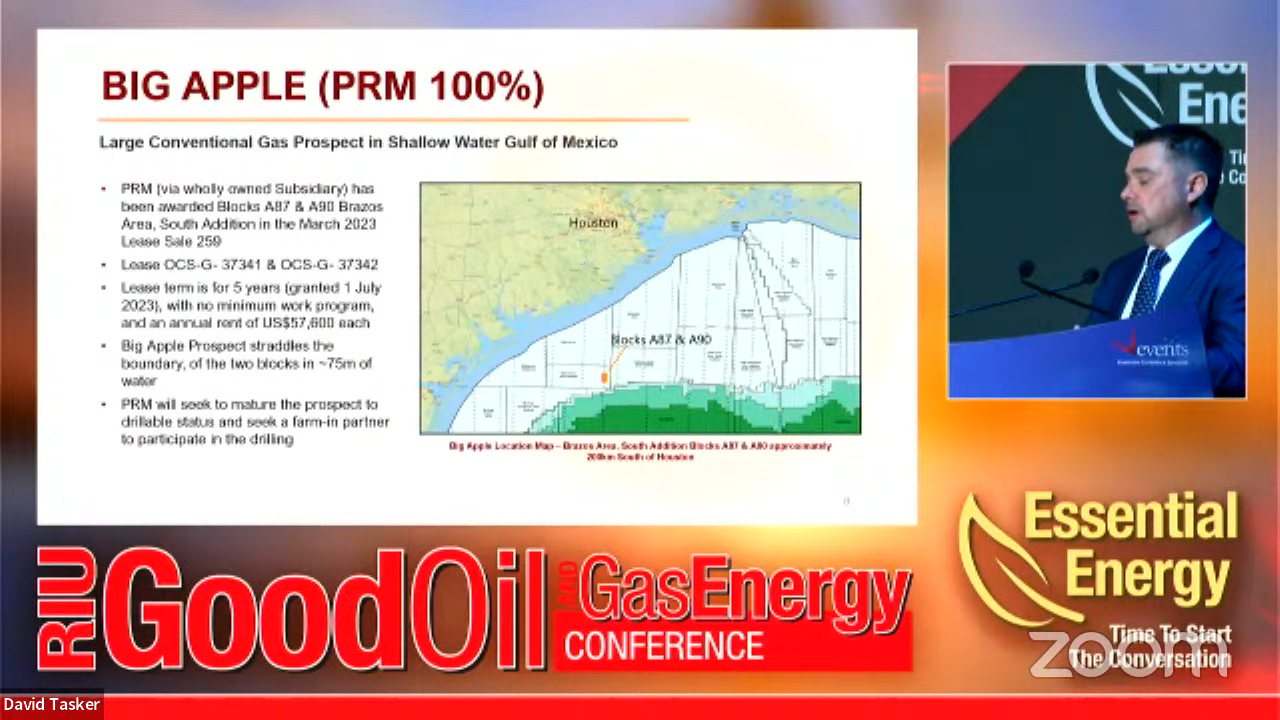 BIG APPLE (PRM 100%)
Large Conventional Gas Prospect in Shallow Water Gulf of Mexico
• PRM (via wholly owned Subsidiary) has
been awarded Blocks A87 & A90 Brazos
Area, South Addition in the March 2023
Lease Sale 259
• Lease OCS-G- 37341 & OCS-G- 37342
• Lease term is for 5 years (granted 1 July
2023), with no minimum work program,
and an annual rent of US$57,600 each
• Big Apple Prospect straddles the
boundary, of the two blocks in ~75m of
water
• PRM will seek to mature the prospect to
drillable status and seek a farm-in partner
to participate in the drilling
Houston
Blocks A87 & A90
Big Apple Location Map – Brazos Area, South Addition Blocks A87 & A90 approximately
200km South of Houston
Ene
events
RIU GoodOil AND GasEnergy
CONFERENCE
Essential
Energy
Time To Start
The Conversation
zoom
David Tasker